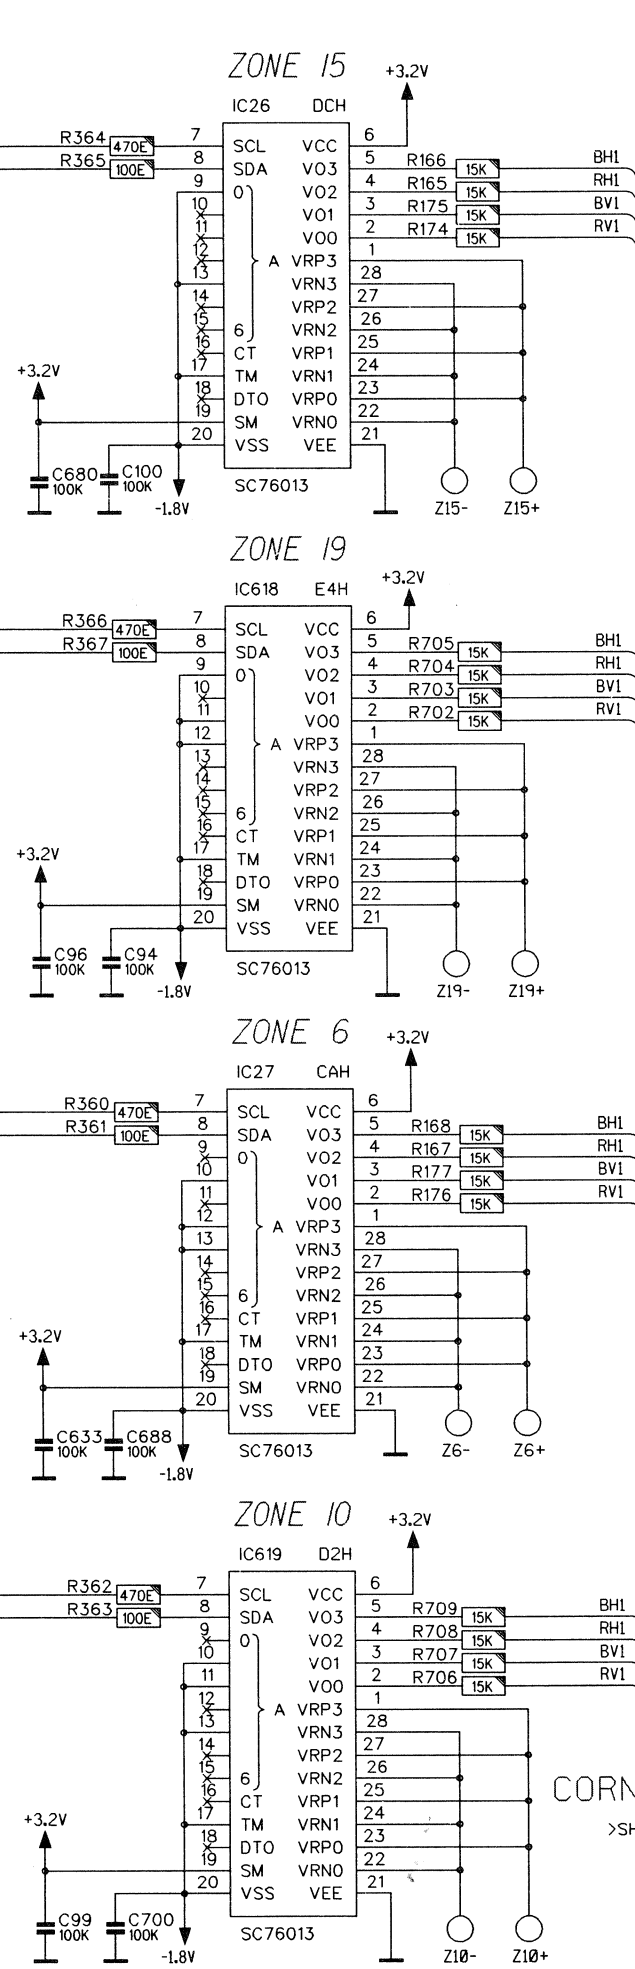 ZONE 15
+3.2V
IC26 DCH
R364 470E 7 SCL VCC 6
R365 100E 8 SDA VO3 5 R166 15K BH1
9 0 VO2 4 R165 15K RH1
10 VO1 3 R175 15K BV1
11 VO0 2 R174 15K RV1
12 A VRP3 1
13 VRN3 28
14 VRP2 27
15 6 VRN2 26
16 CT VRP1 25
17 TM VRN1 24
+3.2V
18 DTO VRP0 23
19 SM VRN0 22
20 VSS VEE 21
C680 100K C100 100K
-1.8V
SC76013
Z15- Z15+
ZONE 19
+3.2V
IC618 E4H
R366 470E 7 SCL VCC 6
R367 100E 8 SDA VO3 5 R705 15K BH1
9 0 VO2 4 R704 15K RH1
10 VO1 3 R703 15K BV1
11 VO0 2 R702 15K RV1
12 A VRP3 1
13 VRN3 28
14 VRP2 27
15 6 VRN2 26
16 CT VRP1 25
17 TM VRN1 24
+3.2V
18 DTO VRP0 23
19 SM VRN0 22
20 VSS VEE 21
C96 100K C94 100K
-1.8V
SC76013
Z19- Z19+
ZONE 6
+3.2V
IC27 CAH
R360 470E 7 SCL VCC 6
R361 100E 8 SDA VO3 5 R168 15K BH1
9 0 VO2 4 R167 15K RH1
10 VO1 3 R177 15K BV1
11 VO0 2 R176 15K RV1
12 A VRP3 1
13 VRN3 28
14 VRP2 27
15 6 VRN2 26
16 CT VRP1 25
17 TM VRN1 24
+3.2V
18 DTO VRP0 23
19 SM VRN0 22
20 VSS VEE 21
C633 100K C688 100K
-1.8V
SC76013
Z6- Z6+
ZONE 10
+3.2V
IC619 D2H
R362 470E 7 SCL VCC 6
R363 100E 8 SDA VO3 5 R709 15K BH1
9 0 VO2 4 R708 15K RH1
10 VO1 3 R707 15K BV1
11 VO0 2 R706 15K RV1
12 A VRP3 1
13 VRN3 28
14 VRP2 27
15 6 VRN2 26
16 CT VRP1 25
CORN
17 TM VRN1 24
>SH
+3.2V
18 DTO VRP0 23
19 SM VRN0 22
20 VSS VEE 21
C99 100K C700 100K
-1.8V
SC76013
Z10- Z10+